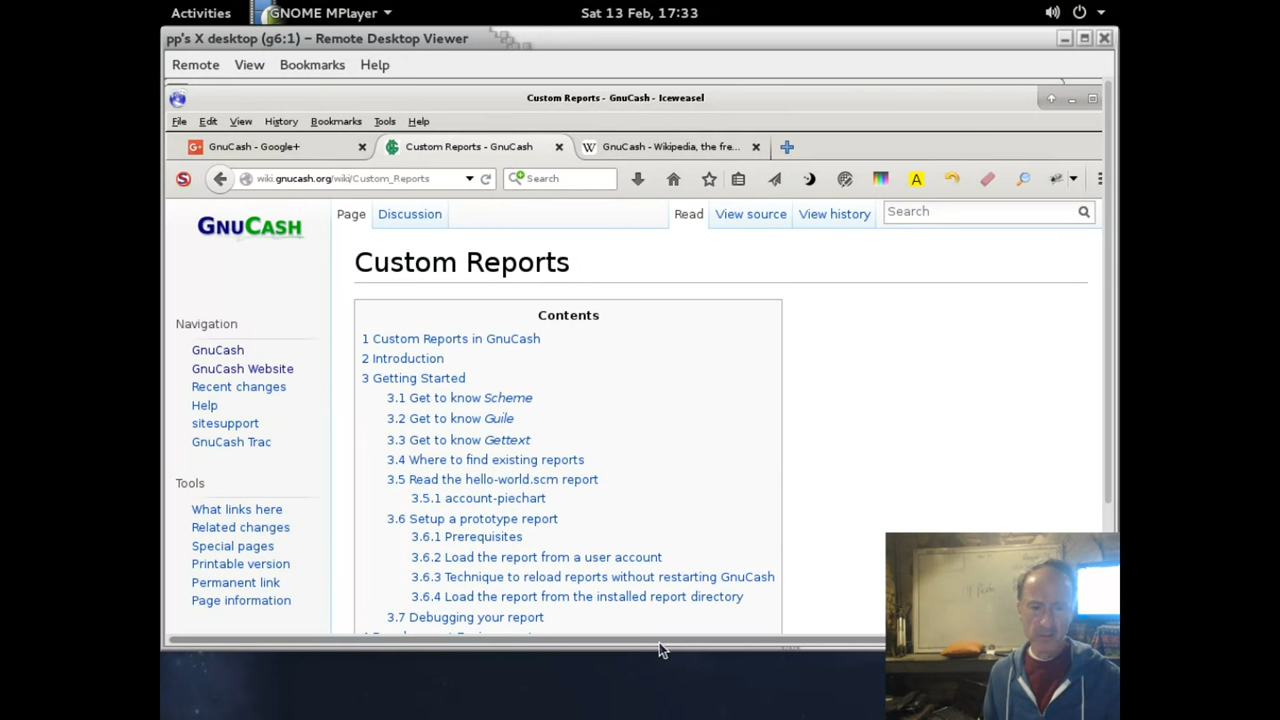 Activities GNOME MPlayer Sat 13 Feb, 17:33
pp's X desktop (g6:1) – Remote Desktop Viewer
Remote View Bookmarks Help
Custom Reports - GnuCash - Iceweasel
File Edit View History Bookmarks Tools Help
GnuCash - Google+ Custom Reports - GnuCash W GnuCash - Wikipedia, the fre...
wiki.gnucash.org/wiki/Custom_Reports Search
GNUCASH
Page Discussion Read View source View history Search
Custom Reports
Contents
1 Custom Reports in GnuCash
2 Introduction
3 Getting Started
3.1 Get to know Scheme
3.2 Get to know Guile
3.3 Get to know Gettext
3.4 Where to find existing reports
3.5 Read the hello-world.scm report
3.5.1 account-piechart
3.6 Setup a prototype report
3.6.1 Prerequisites
3.6.2 Load the report from a user account
3.6.3 Technique to reload reports without restarting GnuCash
3.6.4 Load the report from the installed report directory
3.7 Debugging your report
Navigation
GnuCash
GnuCash Website
Recent changes
Help
sitesupport
GnuCash Trac
Tools
What links here
Related changes
Special pages
Printable version
Permanent link
Page information